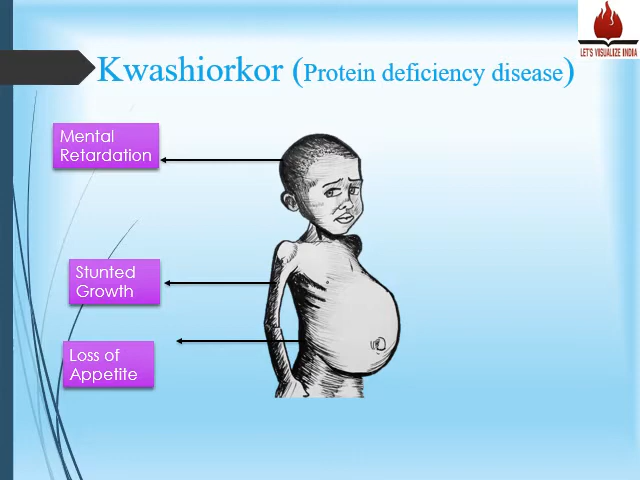 LET'S VISUALIZE INDIA
Kwashiorkor (Protein deficiency disease)
Mental
Retardation
Stunted
Growth
Loss of
Appetite